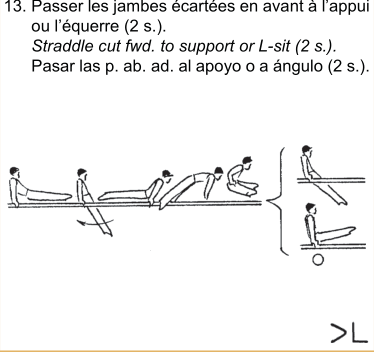 13. Passer les jambes écartées en avant à l'appui
ou l'équerre (2 s.).
Straddle cut fwd. to support or L-sit (2 s.).
Pasar las p. ab. ad. al apoyo o a ángulo (2 s.).
>L